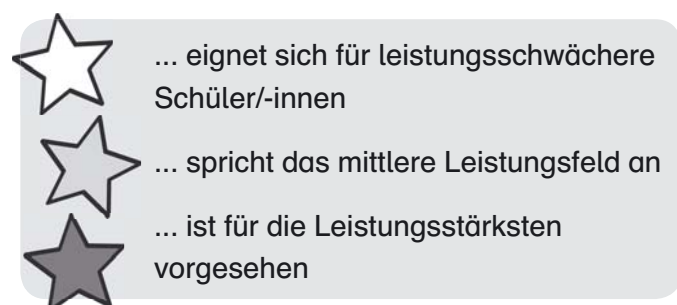 ... eignet sich für leistungsschwächere
Schüler/-innen
... spricht das mittlere Leistungsfeld an
... ist für die Leistungsstärksten
vorgesehen